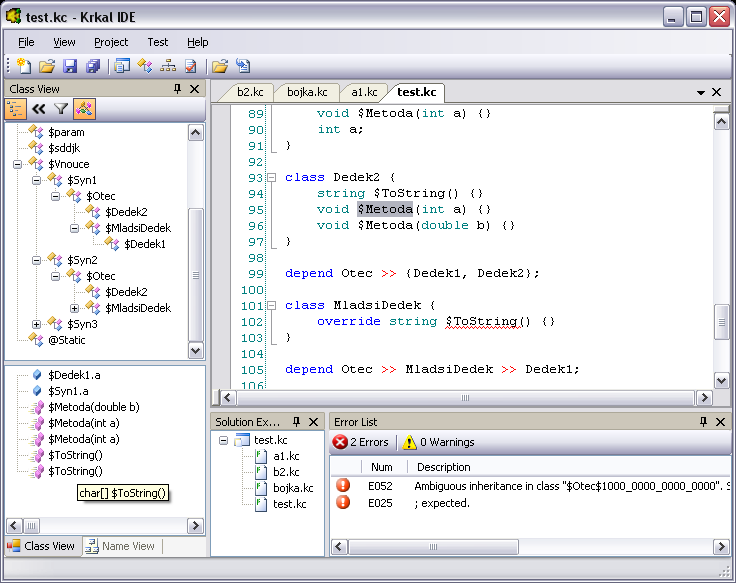 test.kc - Krkal IDE
File View Project Test Help
Class View
b2.kc bojka.kc a1.kc test.kc
$param
$sddjk
$Vnouce
$Syn1
$Otec
$Dedek2
$MladsiDedek
$Dedek1
$Syn2
$Otec
$Dedek2
$MladsiDedek
$Syn3
@Static
89 void $Metoda(int a) {}
90 int a;
91 }
92
93 class Dedek2 {
94 string $ToString() {}
95 void $Metoda(int a) {}
96 void $Metoda(double b) {}
97 }
98
99 depend Otec >> {Dedek1, Dedek2};
100
101 class MladsiDedek {
102 override string $ToString() {}
103 }
104
105 depend Otec >> MladsiDedek >> Dedek1;
106
$Dedek1.a
$Syn1.a
$Metoda(double b)
$Metoda(int a)
$Metoda(int a)
$ToString()
$ToString()
char[] $ToString()
Class View Name View
Solution Ex...
test.kc
a1.kc
b2.kc
bojka.kc
test.kc
Error List
2 Errors 0 Warnings
Num Description
E052 Ambiguous inheritance in class "$Otec$1000_0000_0000_0000". S
E025 ; expected.